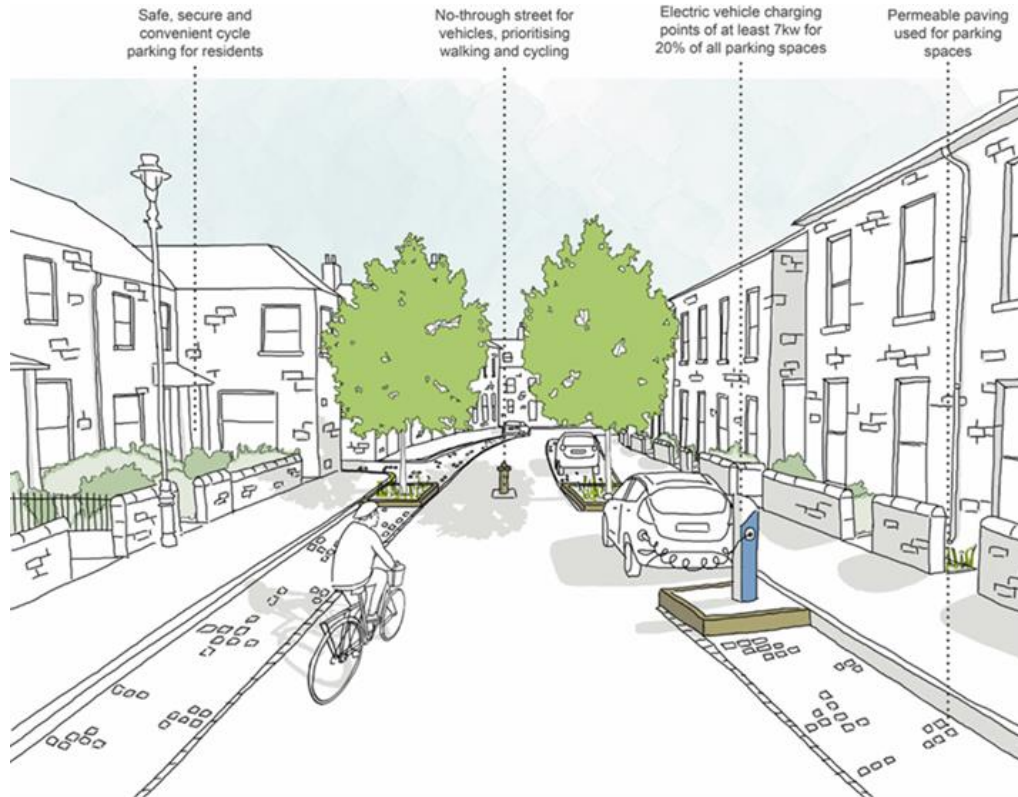 Safe, secure and
convenient cycle
parking for residents
No-through street for
vehicles, prioritising
walking and cycling
Electric vehicle charging
points of at least 7kw for
20% of all parking spaces
Permeable paving
used for parking
spaces